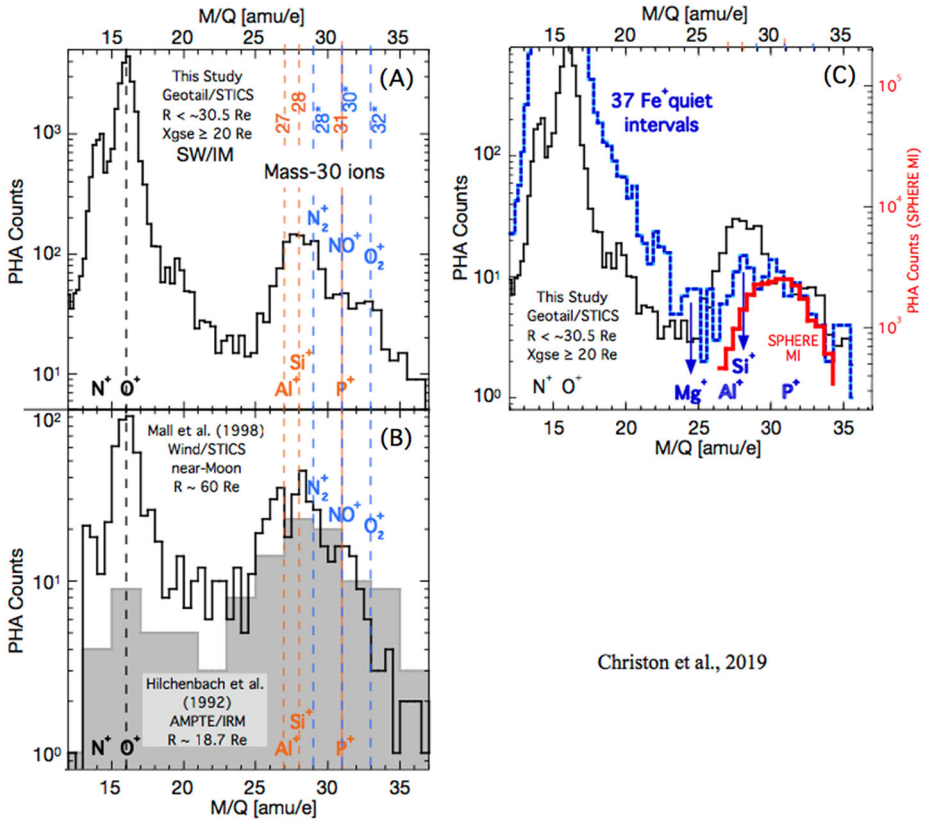 M/Q [amu/e]
15 20 25 30 35
(A)
This Study
Geotail/STICS
R < ~30.5 Re
Xgse ≥ 20 Re
SW/IM
27
28
28*
31
30*
32*
Mass-30 ions
N₂⁺
NO⁺
O₂⁺
PHA Counts
10³
10²
10¹
Si⁺
N⁺ O⁺ Al⁺ P⁺
(B)
Mall et al. (1998)
Wind/STICS
near-Moon
R ~ 60 Re
N₂⁺
NO⁺
O₂⁺
PHA Counts
10¹
10⁰
Hilchenbach et al.
(1992)
AMPTE/IRM
R ~ 18.7 Re
Si⁺
N⁺ O⁺ Al⁺ P⁺
15 20 25 30 35
M/Q [amu/e]
M/Q [amu/e]
15 20 25 30 35
(C)
37 Fe⁺quiet
intervals
PHA Counts
10²
10¹
10⁰
PHA Counts (SPHERE MI)
10⁵
10⁴
10³
This Study
Geotail/STICS
R < ~30.5 Re
Xgse ≥ 20 Re
SPHERE
MI
Si⁺
N⁺ O⁺ Mg⁺ Al⁺ P⁺
15 20 25 30 35
M/Q [amu/e]
Christon et al., 2019